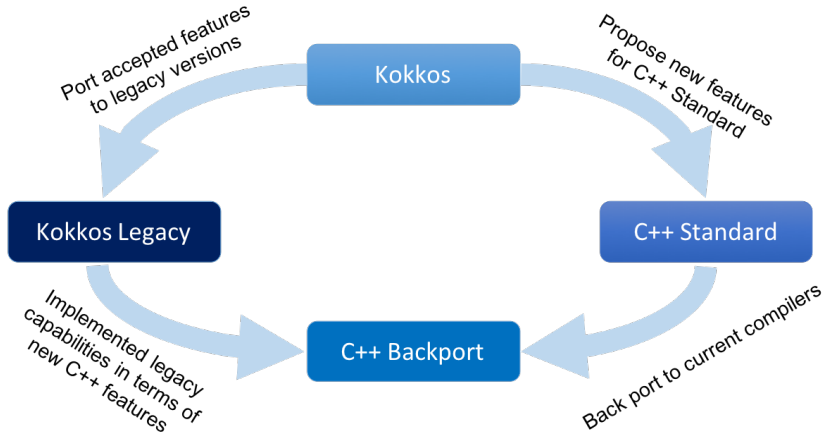 Port accepted features
to legacy versions
Kokkos
Propose new features
for C++ Standard
Kokkos Legacy
C++ Standard
Implemented legacy
capabilities in terms of
new C++ features
C++ Backport
Back port to current compilers